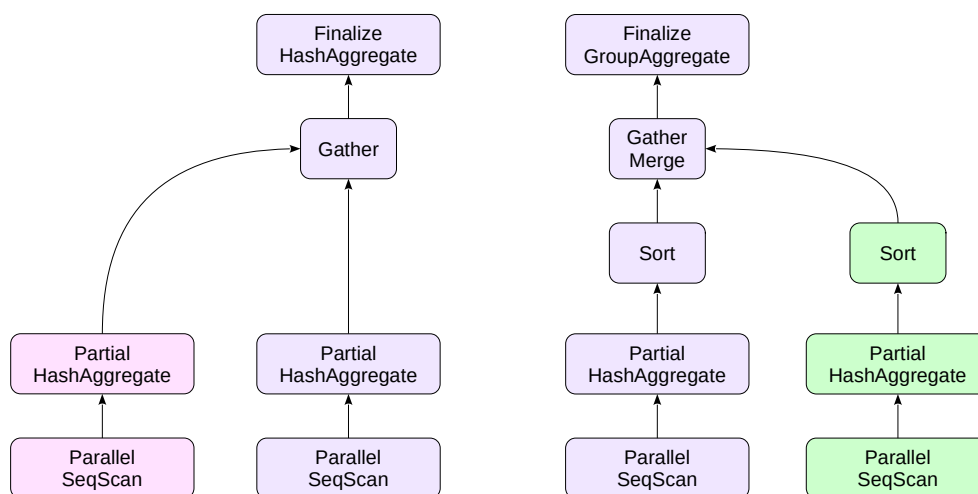 Finalize
HashAggregate
Finalize
GroupAggregate
Gather
Gather
Merge
Sort
Sort
Partial
HashAggregate
Partial
HashAggregate
Partial
HashAggregate
Partial
HashAggregate
Parallel
SeqScan
Parallel
SeqScan
Parallel
SeqScan
Parallel
SeqScan